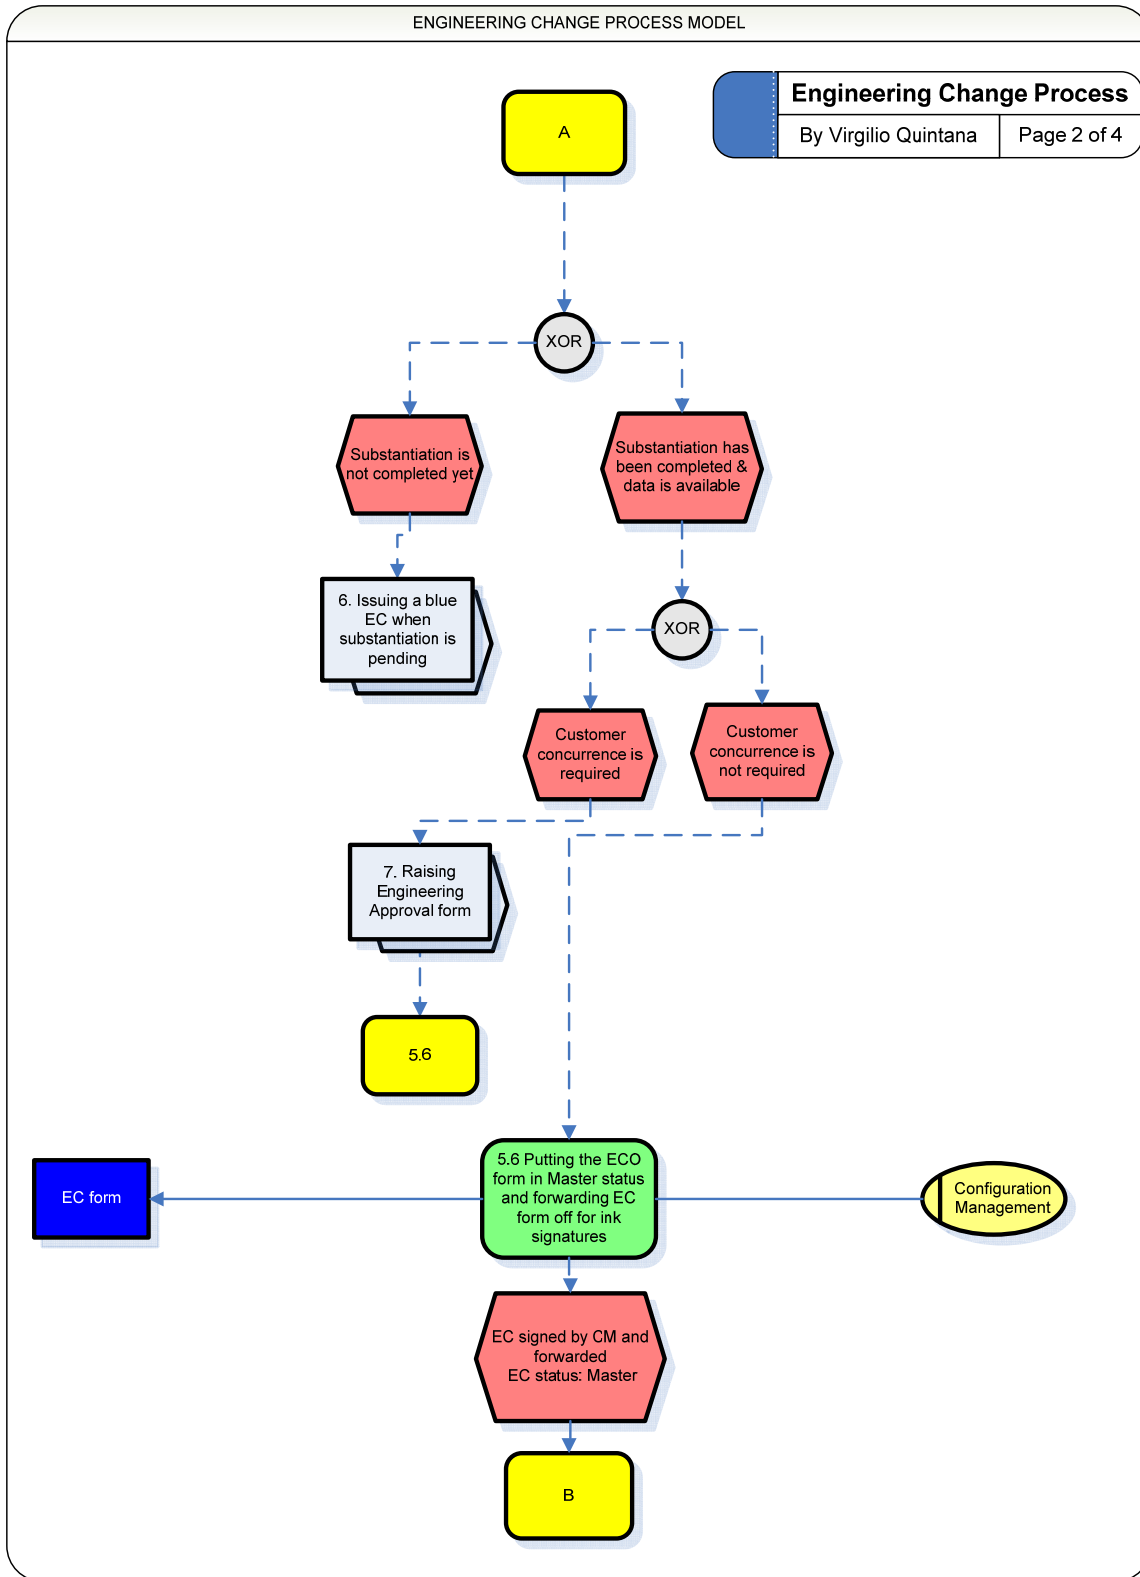 ENGINEERING CHANGE PROCESS MODEL
Engineering Change Process
By Virgilio Quintana
Page 2 of 4
A
XOR
Substantiation is
not completed yet
Substantiation has
been completed &
data is available
6. Issuing a blue
EC when
substantiation is
pending
XOR
Customer
concurrence is
required
Customer
concurrence is
not required
7. Raising
Engineering
Approval form
5.6
EC form
5.6 Putting the ECO
form in Master status
and forwarding EC
form off for ink
signatures
Configuration
Management
EC signed by CM and
forwarded
EC status: Master
B